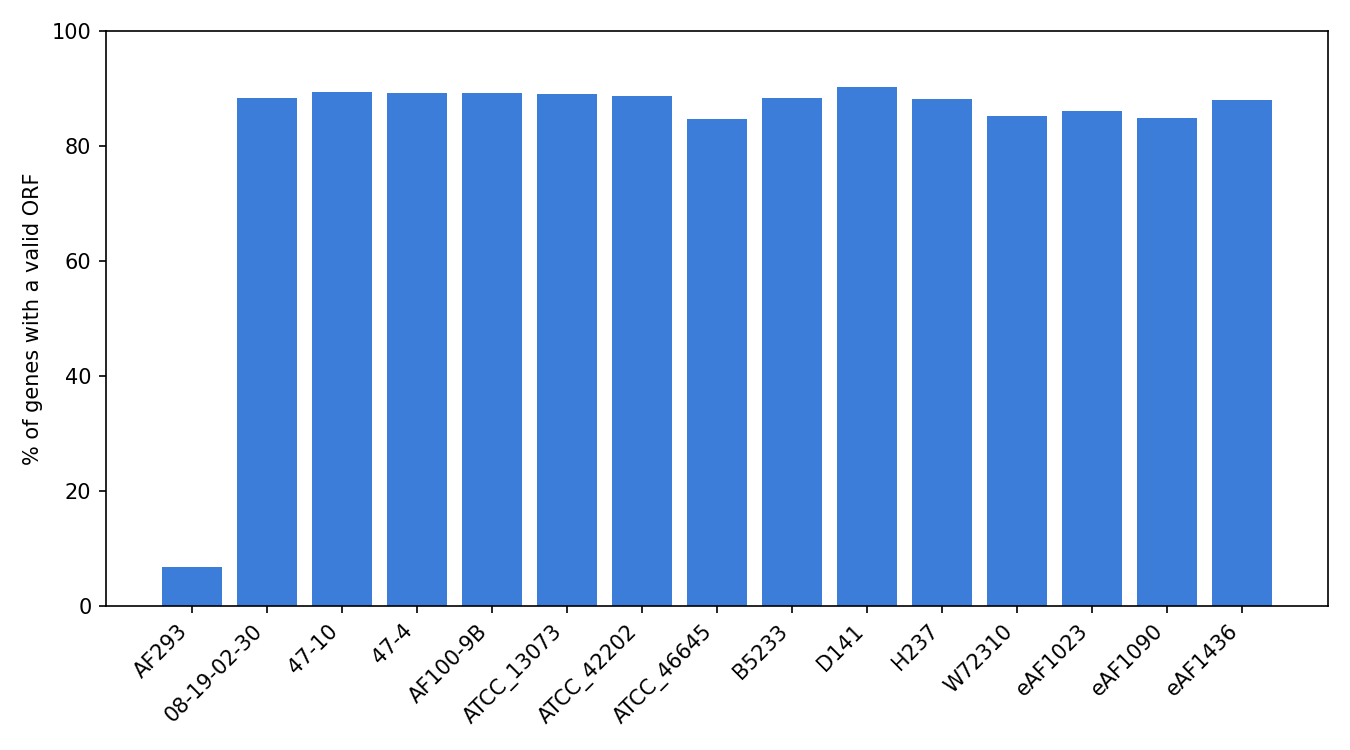 100
80
60
40
20
0
% of genes with a valid ORF
AF293
08-19-02-30
47-10
47-4
AF100-9B
ATCC_13073
ATCC_42202
ATCC_46645
B5233
D141
H237
W72310
eAF1023
eAF1090
eAF1436